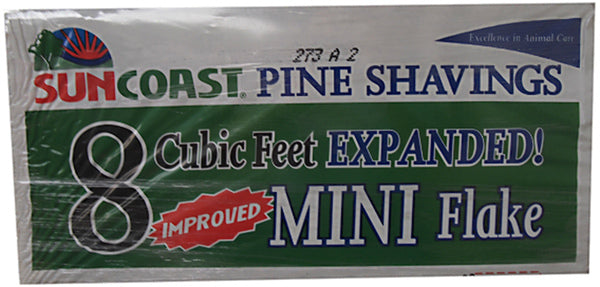 Excellence in Animal Care
273 A 2
SUNCOAST® PINE SHAVINGS
8 Cubic Feet EXPANDED!
IMPROVED MINI Flake